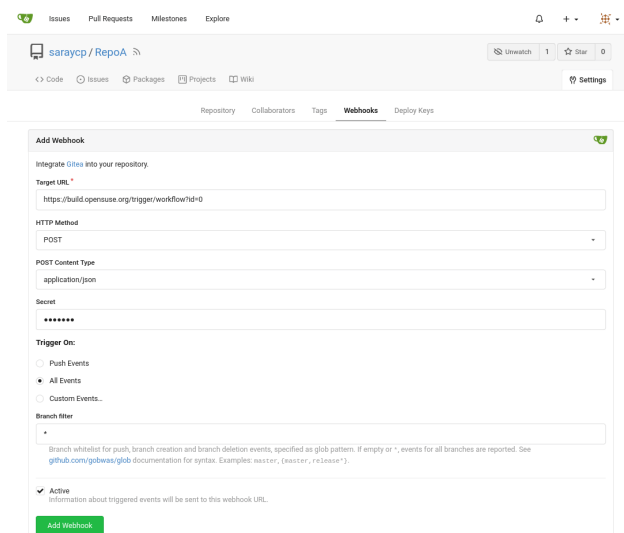 Issues Pull Requests Milestones Explore
saraycp / RepoA Unwatch 1 Star 0
Code Issues Packages Projects Wiki Settings
Repository Collaborators Tags Webhooks Deploy Keys
Add Webhook
Integrate Gitea into your repository.
Target URL *
https://build.opensuse.org/trigger/workflow?id=0
HTTP Method
POST
POST Content Type
application/json
Secret
•••••••
Trigger On:
Push Events
All Events
Custom Events...
Branch filter
*
Branch whitelist for push, branch creation and branch deletion events, specified as glob pattern. If empty or *, events for all branches are reported. See
github.com/gobwas/glob documentation for syntax. Examples: master, {master,release*}.
Active
Information about triggered events will be sent to this webhook URL.
Add Webhook